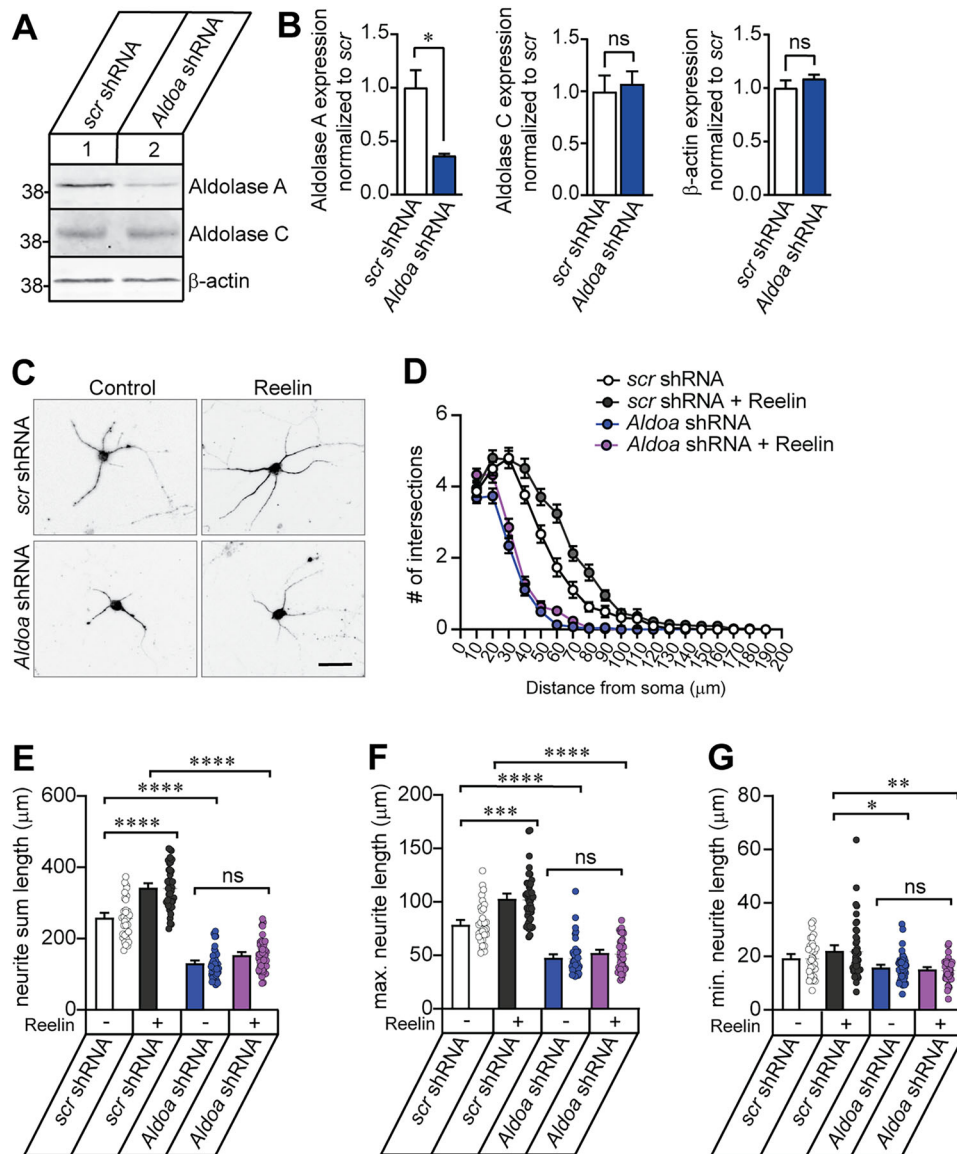 A
scr shRNA
Aldoa shRNA
1
2
38-
Aldolase A
38-
Aldolase C
38-
β-actin
B
Aldolase A expression
normalized to scr
*
1.5
1.0
0.5
0.0
scr shRNA
Aldoa shRNA
Aldolase C expression
normalized to scr
ns
1.5
1.0
0.5
0.0
scr shRNA
Aldoa shRNA
β-actin expression
normalized to scr
ns
1.5
1.0
0.5
0.0
scr shRNA
Aldoa shRNA
C
Control
Reelin
scr shRNA
Aldoa shRNA
D
scr shRNA
scr shRNA + Reelin
Aldoa shRNA
Aldoa shRNA + Reelin
# of intersections
6
4
2
0
0
10
20
30
40
50
60
70
80
90
100
110
120
130
140
150
160
170
180
190
200
Distance from soma (μm)
E
neurite sum length (μm)
600
400
200
0
****
****
****
ns
Reelin
-
+
-
+
scr shRNA
scr shRNA
Aldoa shRNA
Aldoa shRNA
F
max. neurite length (μm)
200
150
100
50
0
****
****
***
ns
Reelin
-
+
-
+
scr shRNA
scr shRNA
Aldoa shRNA
Aldoa shRNA
G
min. neurite length (μm)
80
60
40
20
0
**
*
ns
Reelin
-
+
-
+
scr shRNA
scr shRNA
Aldoa shRNA
Aldoa shRNA